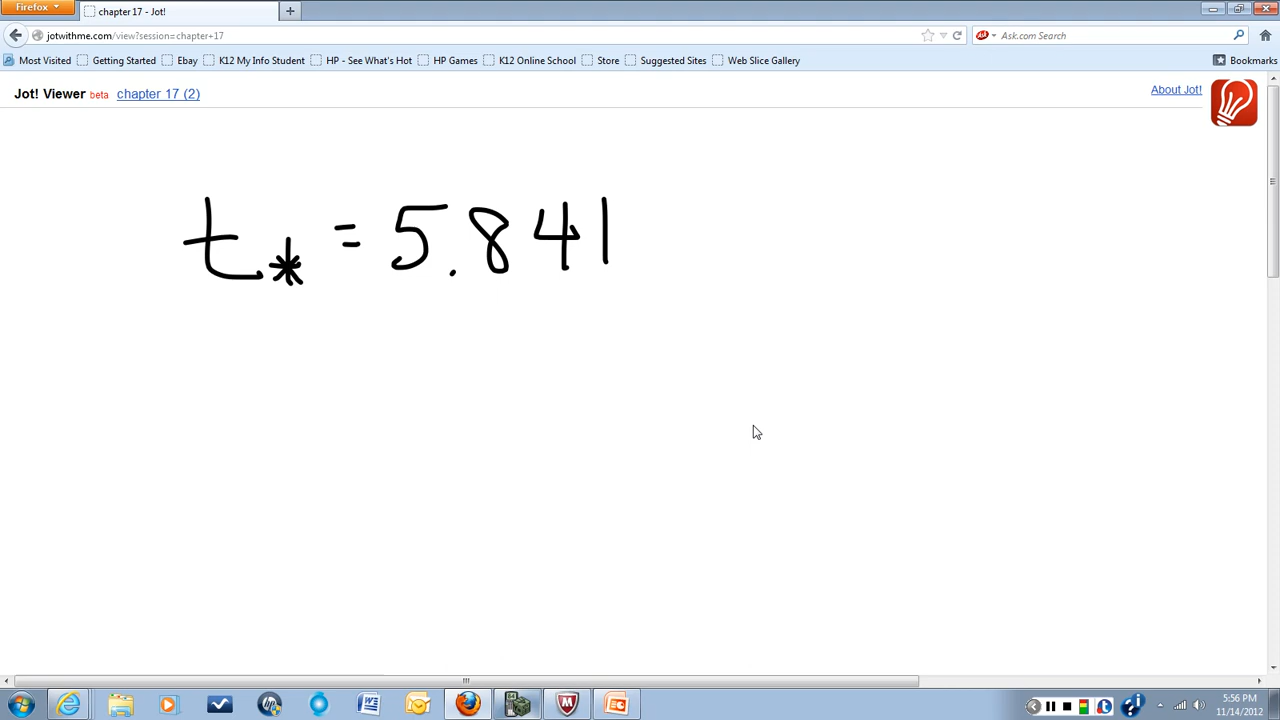 Firefox
chapter 17 - Jot!
jotwithme.com/view?session=chapter+17
Ask.com Search
Most Visited Getting Started Ebay K12 My Info Student HP - See What's Hot HP Games K12 Online School Store Suggested Sites Web Slice Gallery Bookmarks
Jot! Viewer beta chapter 17 (2) About Jot!
t* = 5.841
5:56 PM
11/14/2012